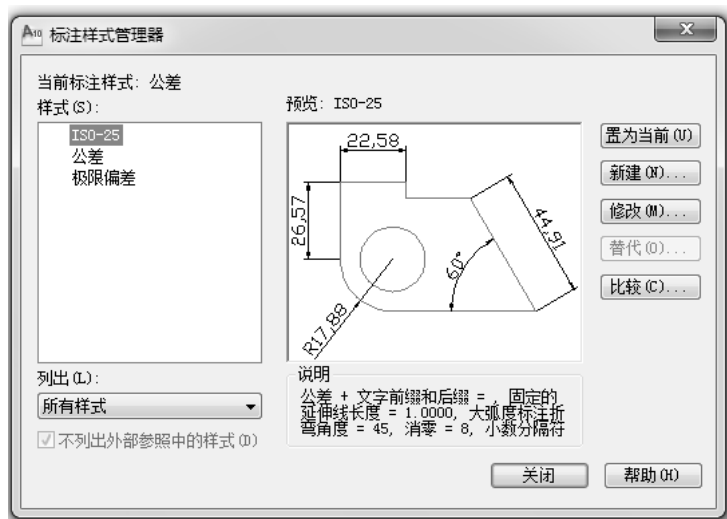 A10 标注样式管理器
当前标注样式: 公差
样式(S):
ISO-25
公差
极限偏差
预览: ISO-25
22,58
26,57
44,91
60°
R17,88
置为当前(U)
新建(N)...
修改(M)...
替代(O)...
比较(C)...
列出(L):
所有样式
不列出外部参照中的样式(D)
说明
公差 + 文字前缀和后缀 = , 固定的
延伸线长度 = 1.0000, 大弧度标注折
弯角度 = 45, 消零 = 8, 小数分隔符
关闭
帮助(H)